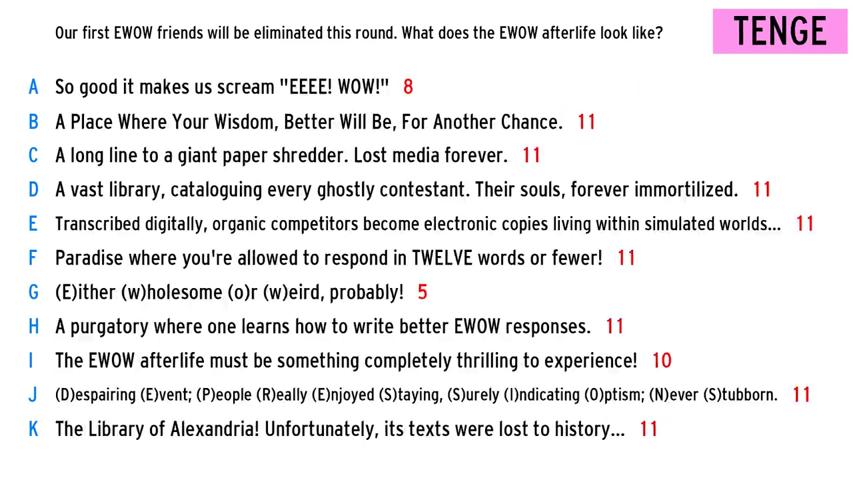 Our first EWOW friends will be eliminated this round. What does the EWOW afterlife look like?
TENGE
A So good it makes us scream "EEEE! WOW!" 8
B A Place Where Your Wisdom, Better Will Be, For Another Chance. 11
C A long line to a giant paper shredder. Lost media forever. 11
D A vast library, cataloguing every ghostly contestant. Their souls, forever immortilized. 11
E Transcribed digitally, organic competitors become electronic copies living within simulated worlds... 11
F Paradise where you're allowed to respond in TWELVE words or fewer! 11
G (E)ither (w)holesome (o)r (w)eird, probably! 5
H A purgatory where one learns how to write better EWOW responses. 11
I The EWOW afterlife must be something completely thrilling to experience! 10
J (D)espairing (E)vent; (P)eople (R)eally (E)njoyed (S)taying, (S)urely (I)ndicating (O)ptism; (N)ever (S)tubborn. 11
K The Library of Alexandria! Unfortunately, its texts were lost to history... 11